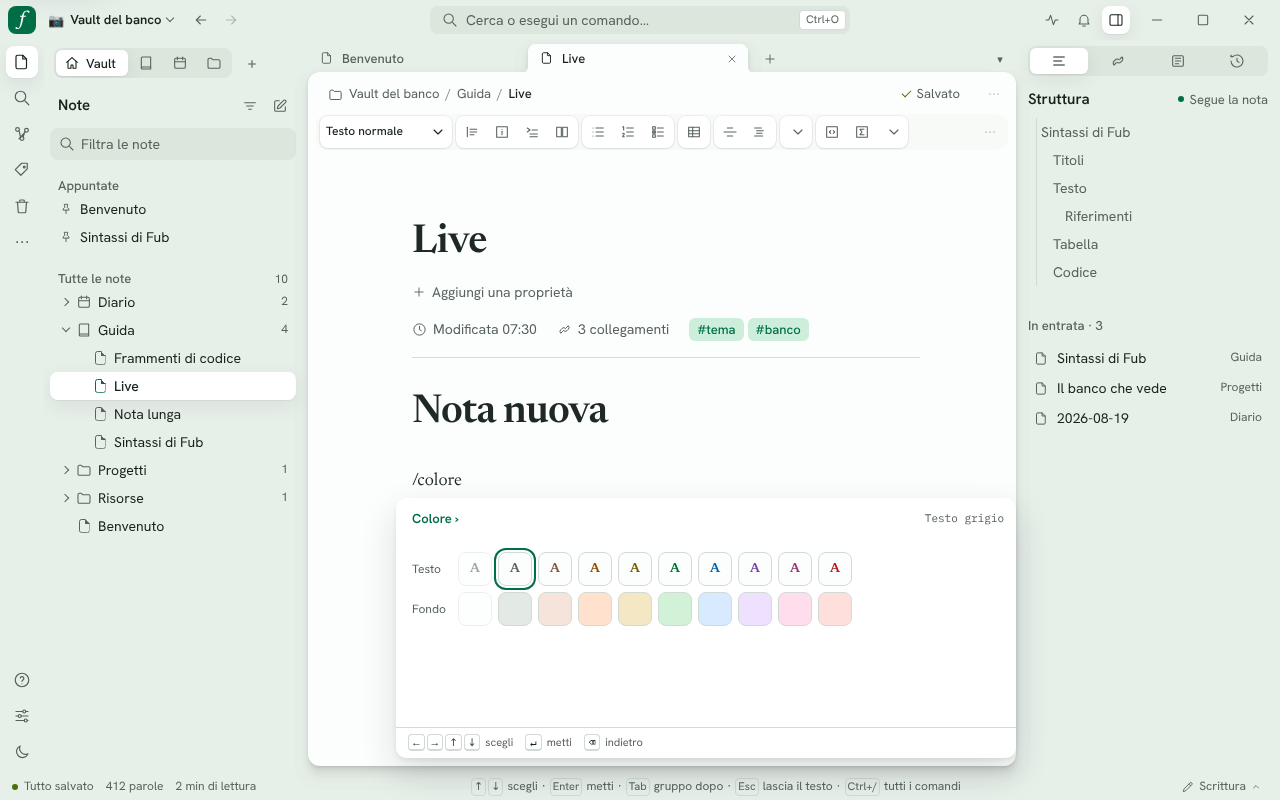 Vault del banco
Cerca o esegui un comando…
Ctrl+O
Vault
Benvenuto
Live
Note
Filtra le note
Appuntate
Benvenuto
Sintassi di Fub
Tutte le note 10
Diario 2
Guida 4
Frammenti di codice
Live
Nota lunga
Sintassi di Fub
Progetti 1
Risorse 1
Benvenuto
Vault del banco / Guida / Live
Salvato
Testo normale
Live
Aggiungi una proprietà
Modificata 07:30 3 collegamenti #tema #banco
Nota nuova
/colore
Colore › Testo grigio
Testo A A A A A A A A A A
Fondo
← → ↑ ↓ scegli ↵ metti ⌫ indietro
Struttura Segue la nota
Sintassi di Fub
Titoli
Testo
Riferimenti
Tabella
Codice
In entrata · 3
Sintassi di Fub Guida
Il banco che vede Progetti
2026-08-19 Diario
Tutto salvato 412 parole 2 min di lettura
↑ ↓ scegli · Enter metti · Tab gruppo dopo · Esc lascia il testo · Ctrl+/ tutti i comandi
Scrittura